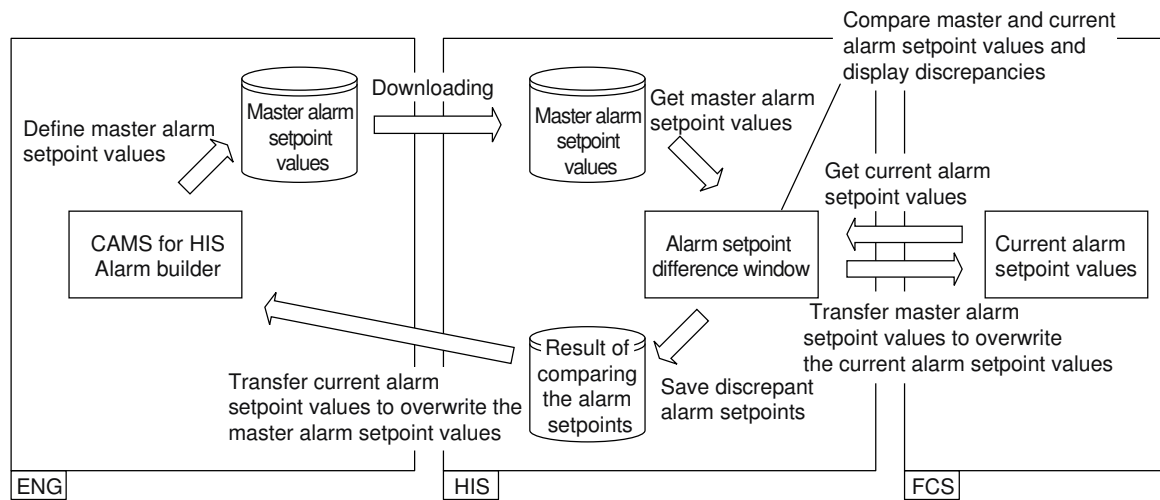 Compare master and current
alarm setpoint values and
display discrepancies
Define master alarm
setpoint values
Master alarm
setpoint
values
Downloading
Master alarm
setpoint
values
Get master alarm
setpoint values
Get current alarm
setpoint values
CAMS for HIS
Alarm builder
Alarm setpoint
difference window
Current alarm
setpoint values
Transfer master alarm
setpoint values to overwrite
the current alarm setpoint values
Transfer current alarm
setpoint values to overwrite the
master alarm setpoint values
Result of
comparing
the alarm
setpoints
Save discrepant
alarm setpoints
ENG
HIS
FCS